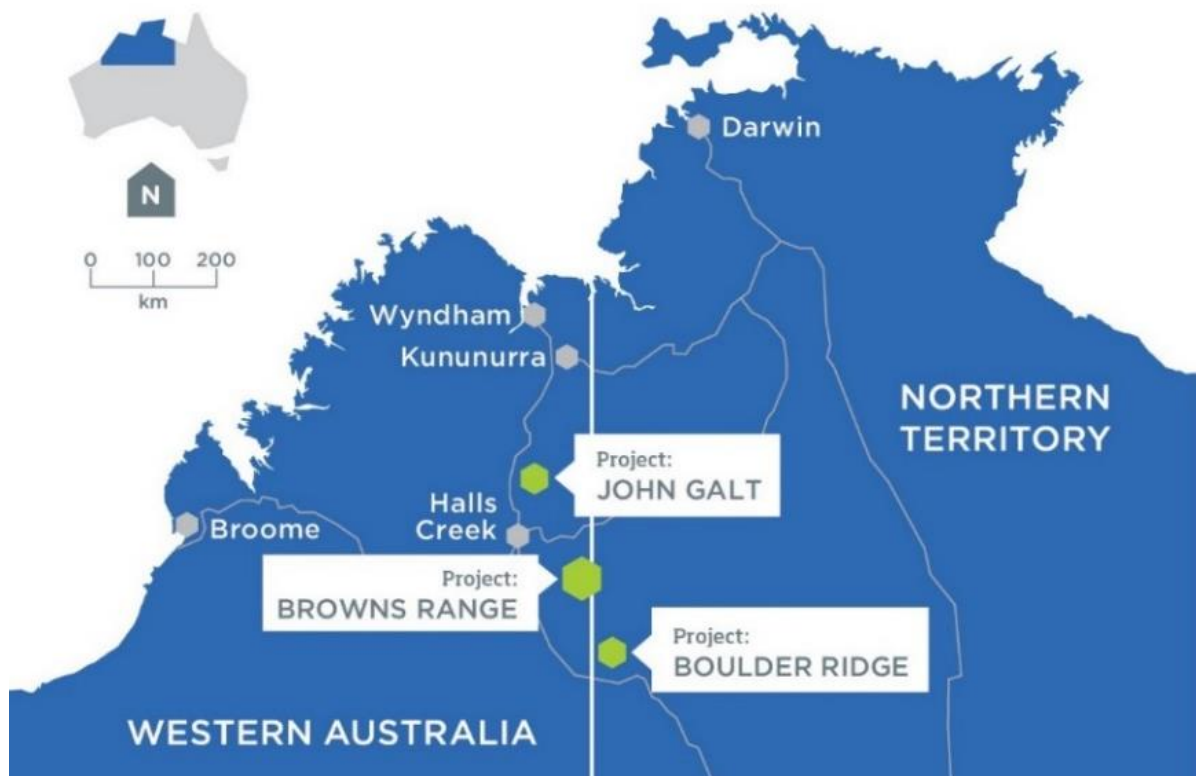 Darwin
N
0 100 200
km
Wyndham
Kununurra
NORTHERN
TERRITORY
Project:
JOHN GALT
Halls
Creek
Broome
Project:
BROWNS RANGE
Project:
BOULDER RIDGE
WESTERN AUSTRALIA